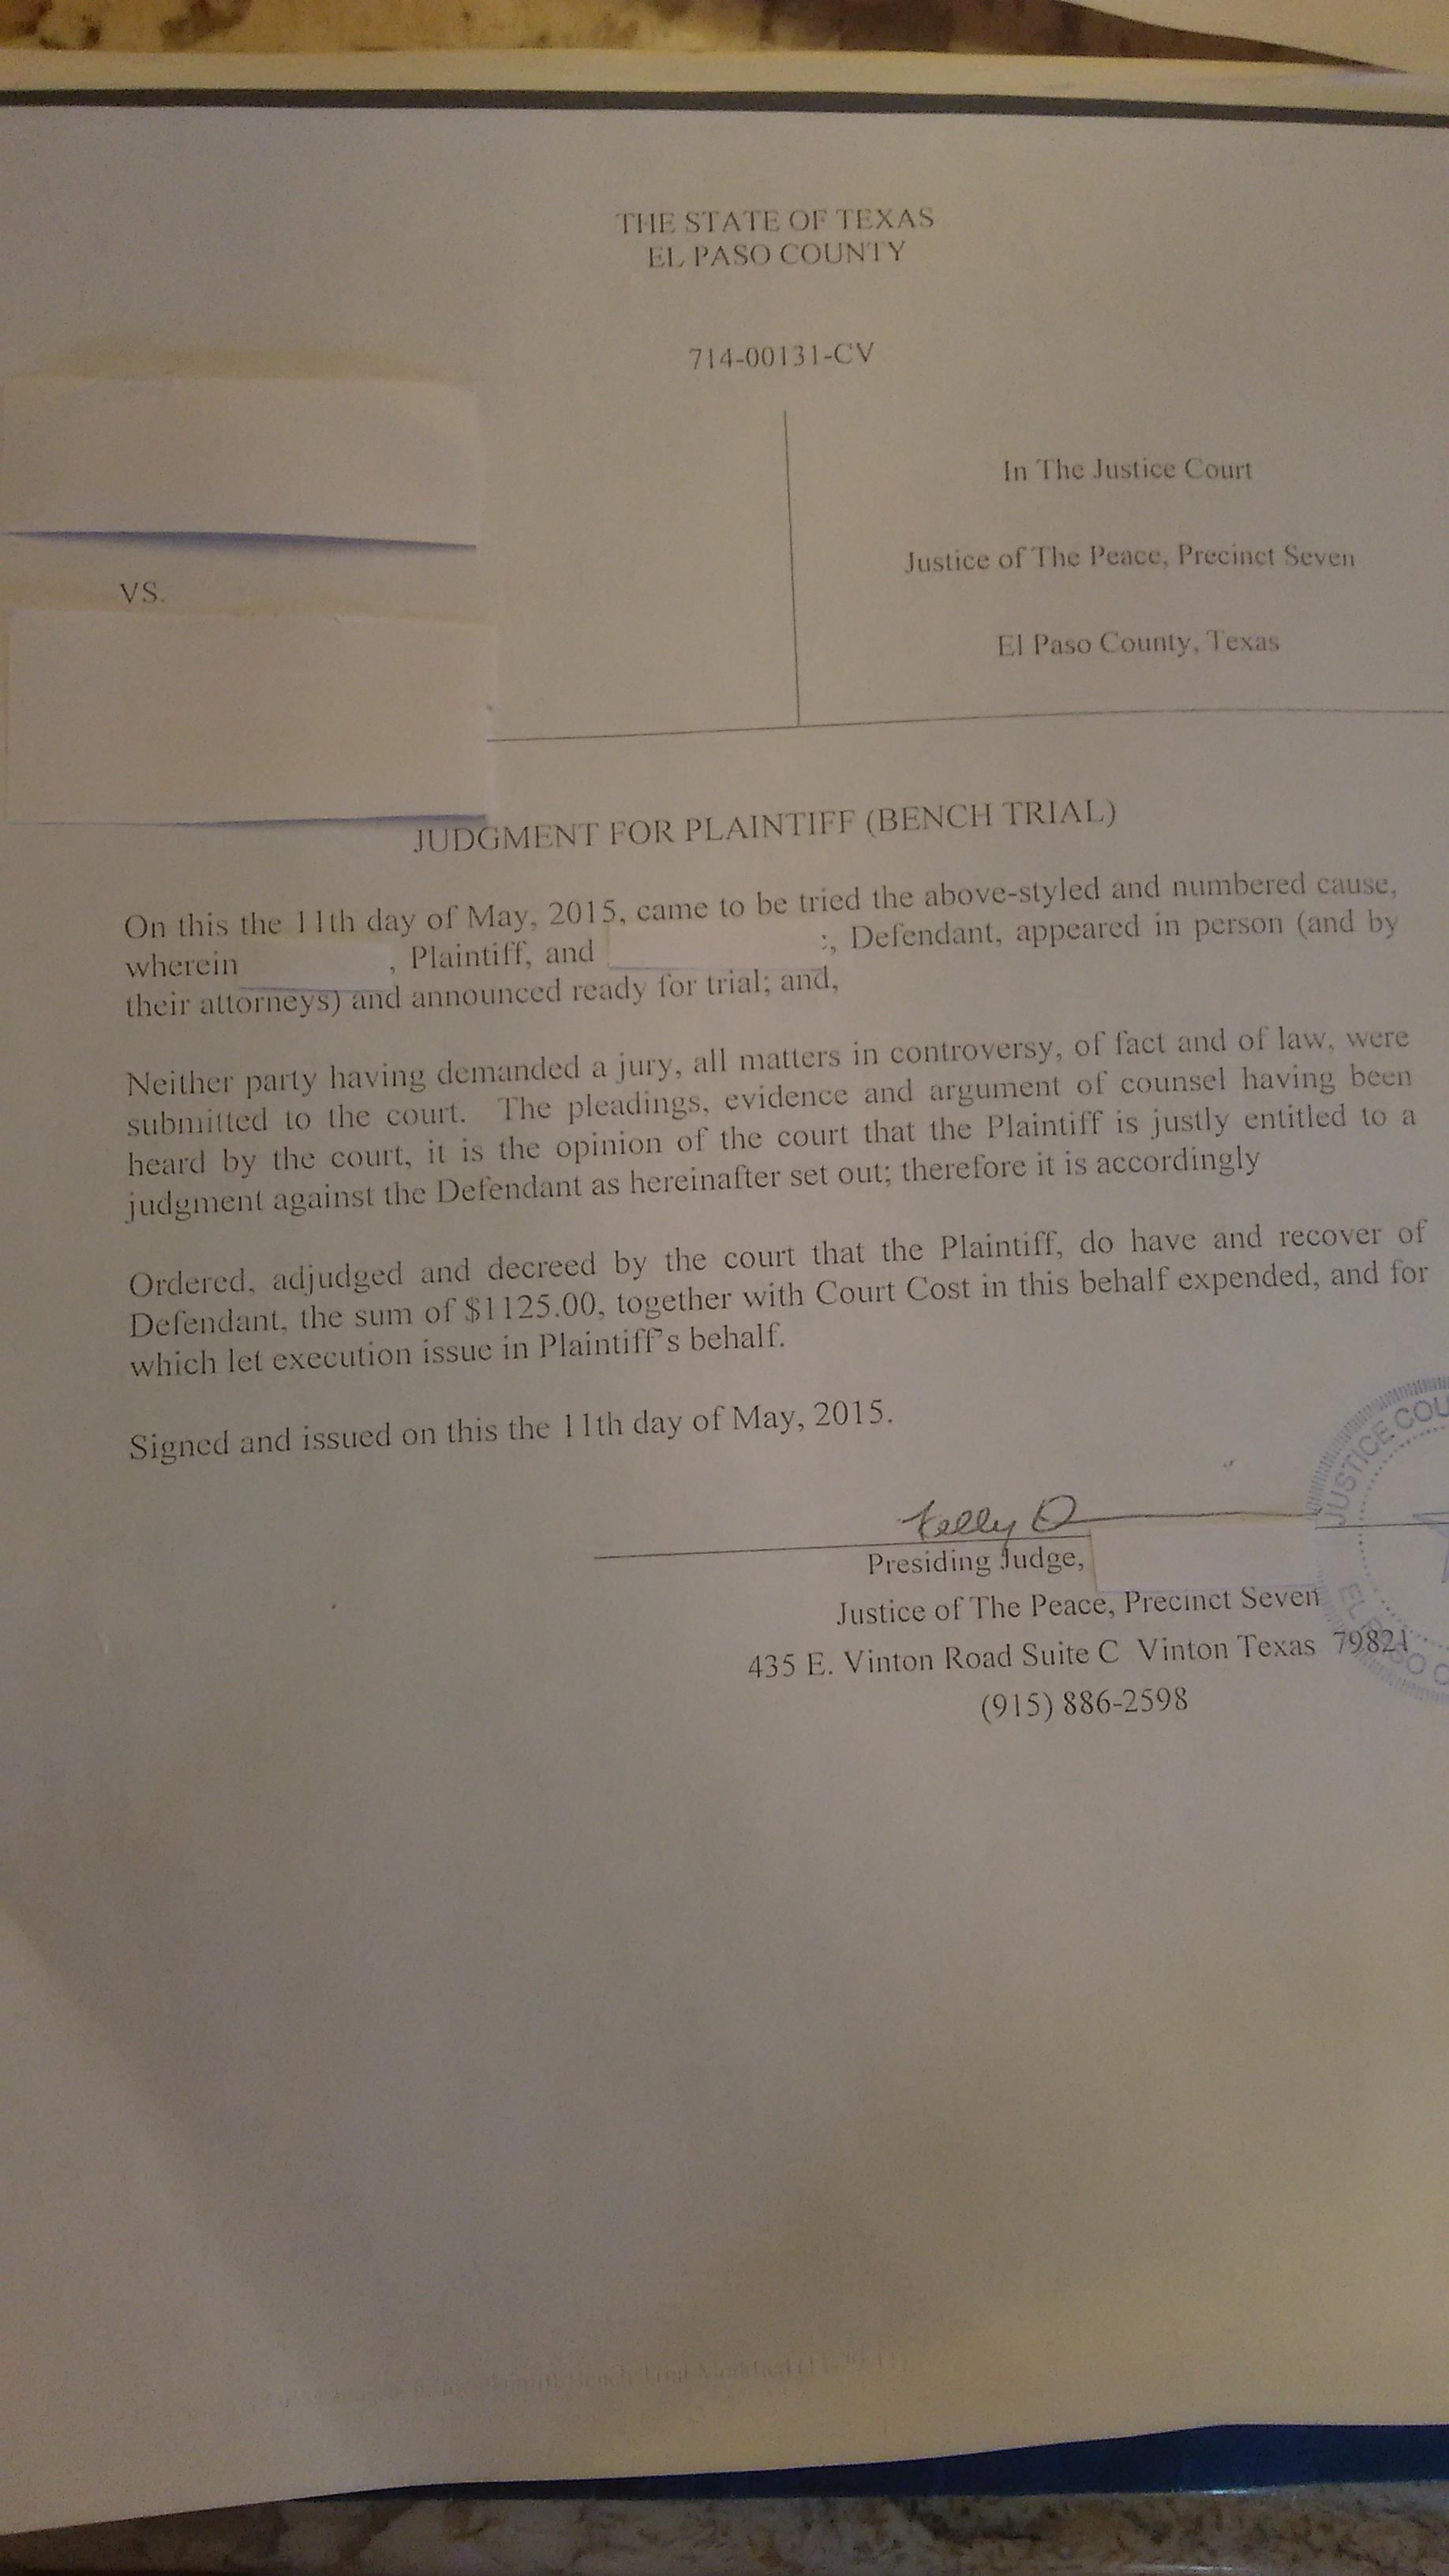 THE STATE OF TEXAS
EL PASO COUNTY
714-00131-CV
In The Justice Court
VS.
Justice of The Peace, Precinct Seven
El Paso County, Texas
JUDGMENT FOR PLAINTIFF (BENCH TRIAL)
On this the 11th day of May, 2015, came to be tried the above-styled and numbered cause,
wherein , Plaintiff, and :, Defendant, appeared in person (and by
their attorneys) and announced ready for trial; and,
Neither party having demanded a jury, all matters in controversy, of fact and of law, were
submitted to the court. The pleadings, evidence and argument of counsel having been
heard by the court, it is the opinion of the court that the Plaintiff is justly entitled to a
judgment against the Defendant as hereinafter set out; therefore it is accordingly
Ordered, adjudged and decreed by the court that the Plaintiff, do have and recover of
Defendant, the sum of $1125.00, together with Court Cost in this behalf expended, and for
which let execution issue in Plaintiff's behalf.
Signed and issued on this the 11th day of May, 2015.
JUSTICE COU
Kelly O
Presiding Judge,
Justice of The Peace, Precinct Seven
435 E. Vinton Road Suite C Vinton Texas 79821
(915) 886-2598